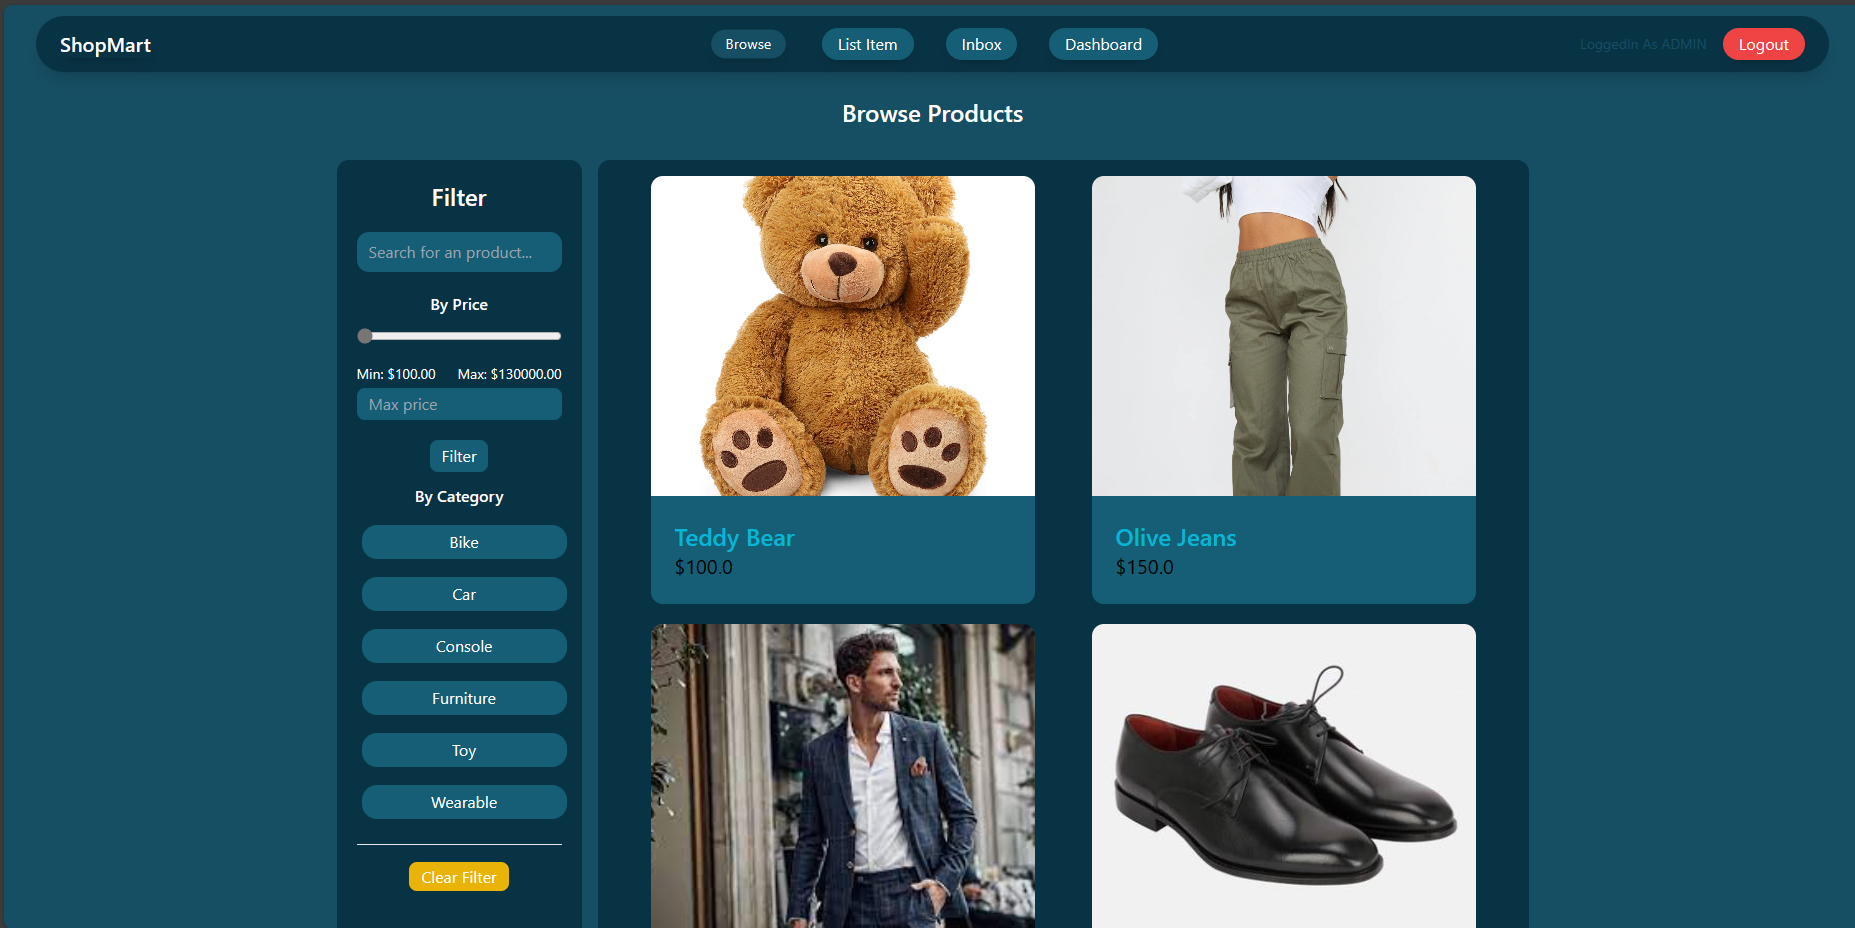 ShopMart
Browse
List Item
Inbox
Dashboard
LoggedIn As ADMIN
Logout
Browse Products
Filter
Search for an product...
By Price
Min: $100.00
Max: $130000.00
Max price
Filter
By Category
Bike
Car
Console
Furniture
Toy
Wearable
Clear Filter
Teddy Bear
$100.0
Olive Jeans
$150.0